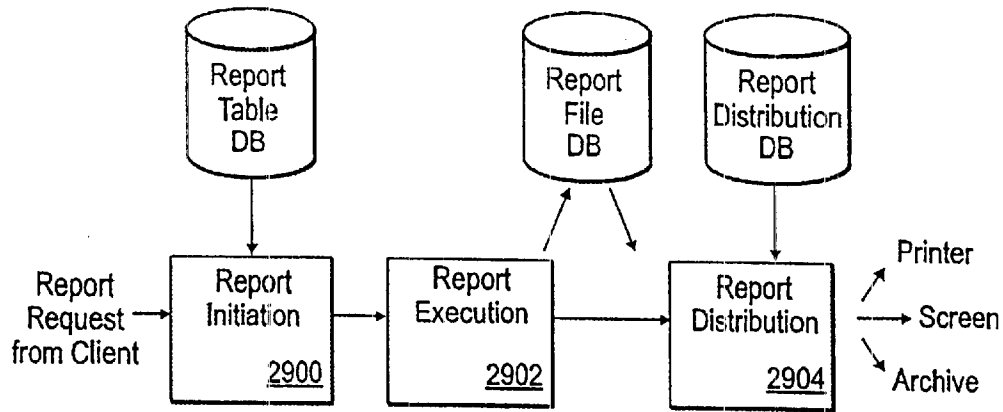 Report
Table
DB
Report
File
DB
Report
Distribution
DB
Report
Request
from Client
Report
Initiation
2900
Report
Execution
2902
Report
Distribution
2904
Printer
Screen
Archive